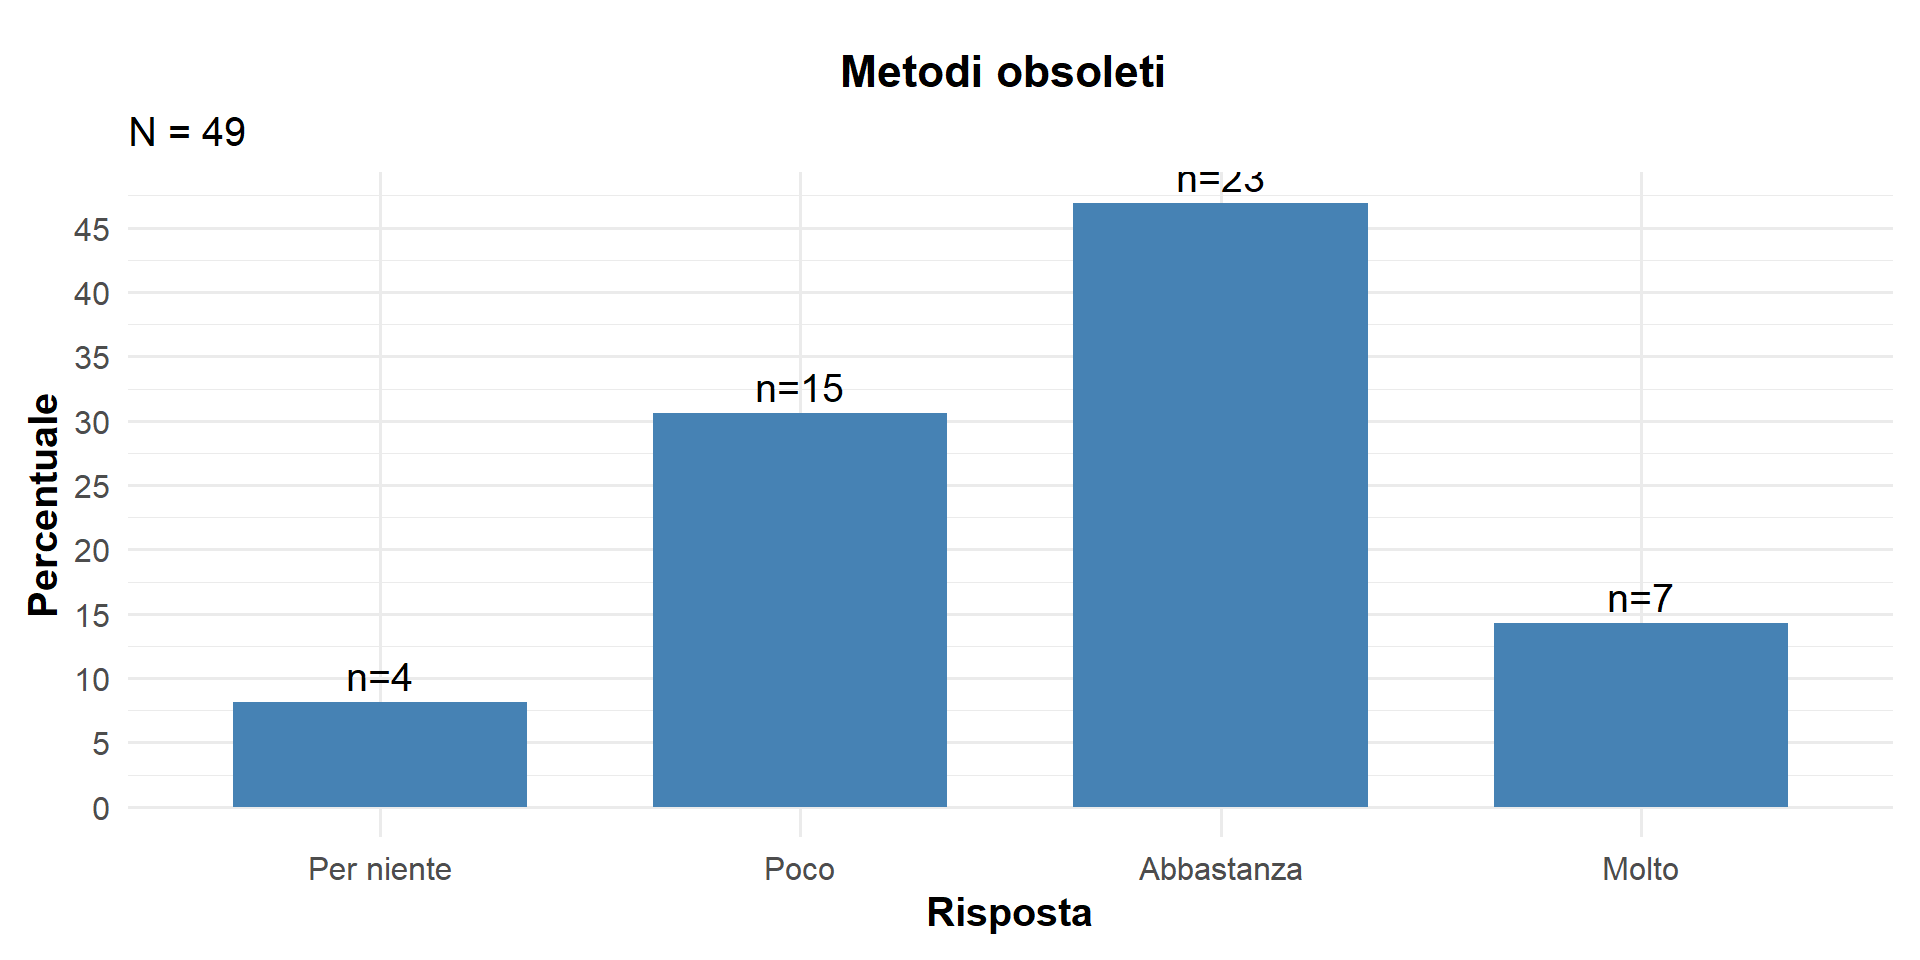 Metodi obsoleti
N = 49
Percentuale
45
40
35
30
25
20
15
10
5
0
n=4
n=15
n=23
n=7
Per niente
Poco
Abbastanza
Molto
Risposta